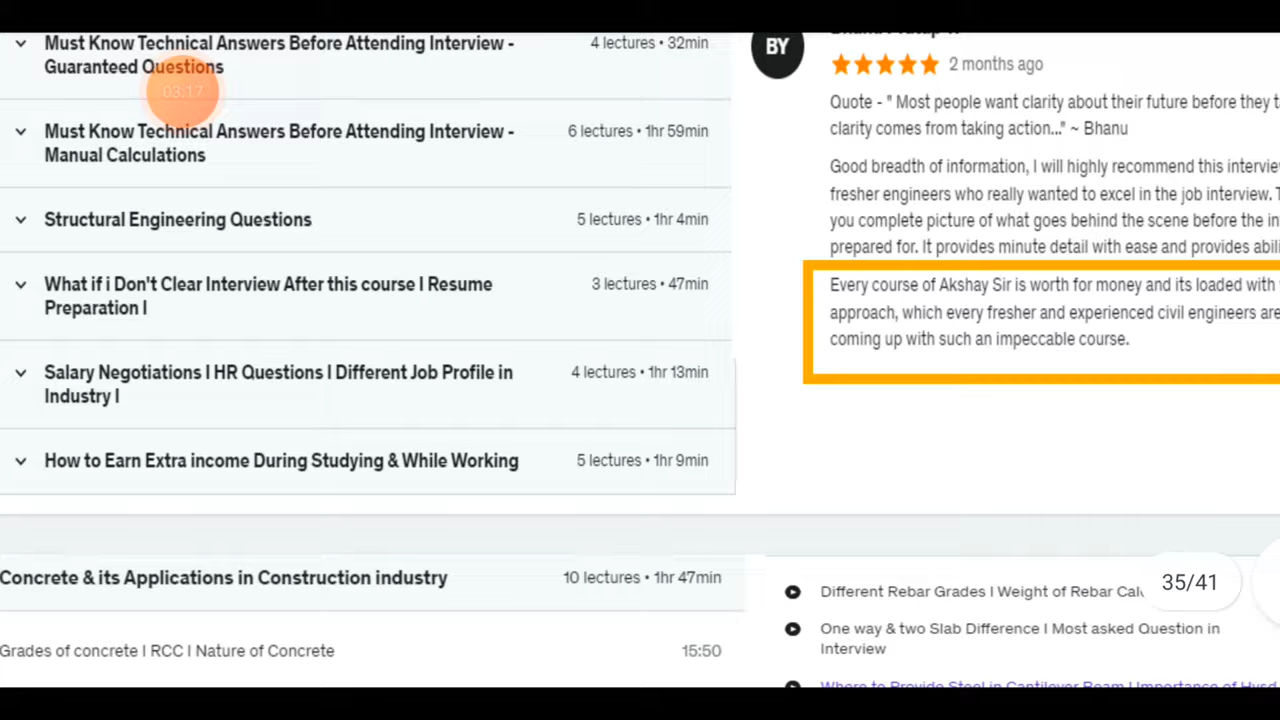 Must Know Technical Answers Before Attending Interview -
Guaranteed Questions
4 lectures • 32min
03:17
Must Know Technical Answers Before Attending Interview -
Manual Calculations
6 lectures • 1hr 59min
Structural Engineering Questions
5 lectures • 1hr 4min
What if i Don't Clear Interview After this course I Resume
Preparation I
3 lectures • 47min
Salary Negotiations I HR Questions I Different Job Profile in
Industry I
4 lectures • 1hr 13min
How to Earn Extra income During Studying & While Working
5 lectures • 1hr 9min
Concrete & its Applications in Construction industry
10 lectures • 1hr 47min
Grades of concrete I RCC I Nature of Concrete
15:50
BY
2 months ago
Quote - " Most people want clarity about their future before they
clarity comes from taking action..." ~ Bhanu
Good breadth of information, I will highly recommend this
fresher engineers who really wanted to excel in the job interview.
you complete picture of what goes behind the scene before the
prepared for. It provides minute detail with ease and provides
Every course of Akshay Sir is worth for money and its loaded with
approach, which every fresher and experienced civil engineers are
coming up with such an impeccable course.
35/41
Different Rebar Grades I Weight of Rebar
One way & two Slab Difference I Most asked Question in
Interview
Where to Provide Steel in Cantilever Beam I Importance of